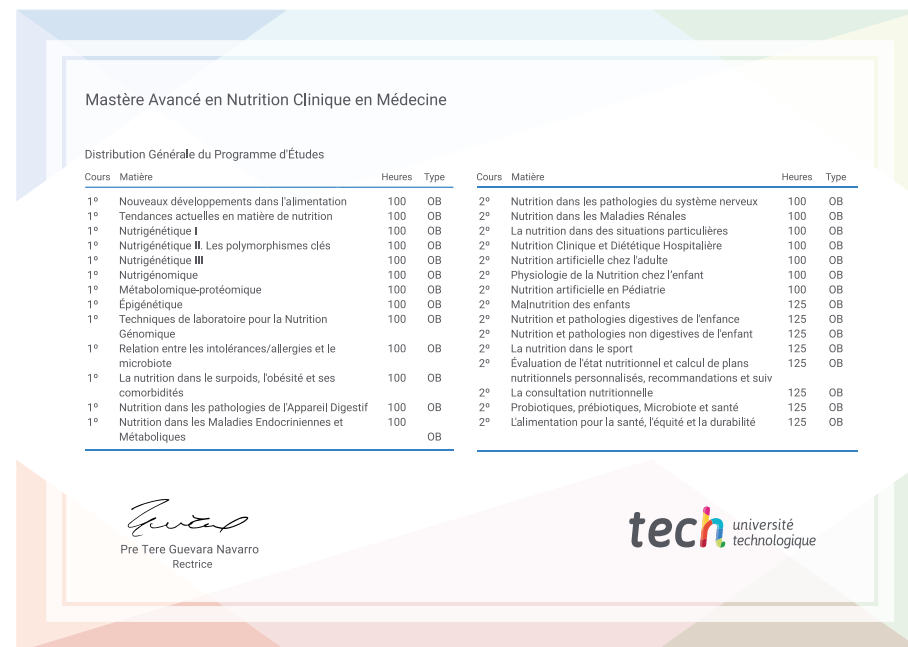 Mastère Avancé en Nutrition Clinique en Médecine
Distribution Générale du Programme d'Études
Cours Matière Heures Type
1º Nouveaux développements dans l'alimentation 100 OB
1º Tendances actuelles en matière de nutrition 100 OB
1º Nutrigénétique I 100 OB
1º Nutrigénétique II. Les polymorphismes clés 100 OB
1º Nutrigénétique III 100 OB
1º Nutrigénomique 100 OB
1º Métabolomique-protéomique 100 OB
1º Épigénétique 100 OB
1º Techniques de laboratoire pour la Nutrition 100 OB
Génomique
1º Relation entre les intolérances/allergies et le 100 OB
microbiote
1º La nutrition dans le surpoids, l'obésité et ses 100 OB
comorbidités
1º Nutrition dans les pathologies de l'Appareil Digestif 100 OB
1º Nutrition dans les Maladies Endocriniennes et 100
Métaboliques OB
Cours Matière Heures Type
2º Nutrition dans les pathologies du système nerveux 100 OB
2º Nutrition dans les Maladies Rénales 100 OB
2º La nutrition dans des situations particulières 100 OB
2º Nutrition Clinique et Diététique Hospitalière 100 OB
2º Nutrition artificielle chez l'adulte 100 OB
2º Physiologie de la Nutrition chez l'enfant 100 OB
2º Nutrition artificielle en Pédiatrie 100 OB
2º Malnutrition des enfants 125 OB
2º Nutrition et pathologies digestives de l'enfance 125 OB
2º Nutrition et pathologies non digestives de l'enfant 125 OB
2º La nutrition dans le sport 125 OB
2º Évaluation de l'état nutritionnel et calcul de plans 125 OB
nutritionnels personnalisés, recommandations et suiv
2º La consultation nutritionnelle 125 OB
2º Probiotiques, prébiotiques, Microbiote et santé 125 OB
2º L'alimentation pour la santé, l'équité et la durabilité 125 OB
Pre Tere Guevara Navarro
Rectrice
tech université
technologique